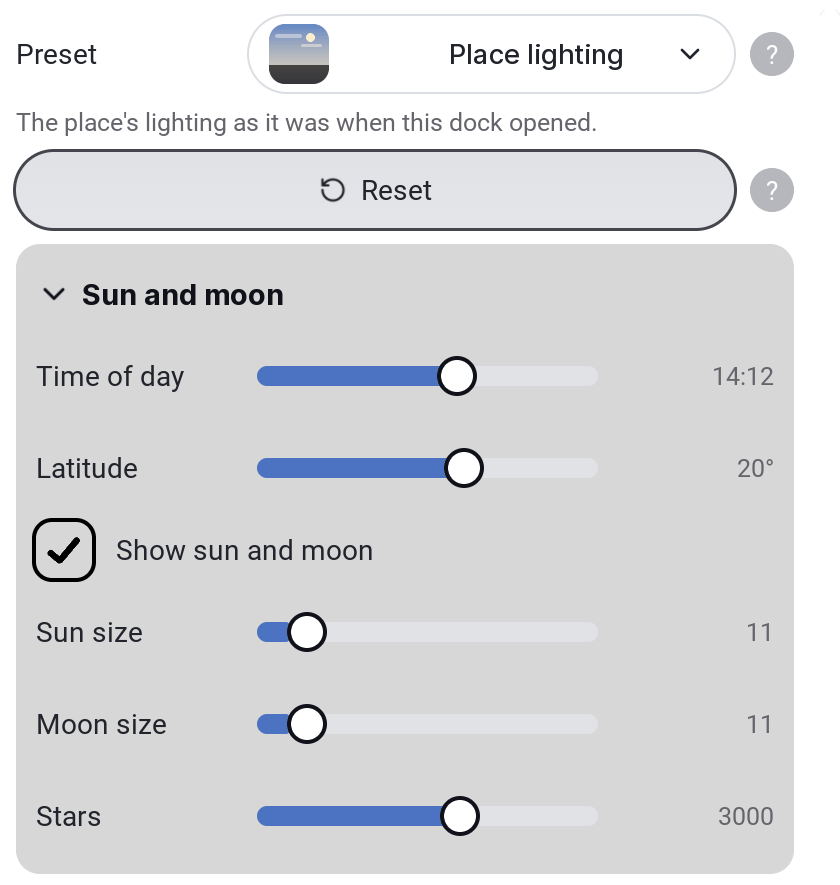 Preset
Place lighting
?
The place's lighting as it was when this dock opened.
Reset
?
Sun and moon
Time of day 14:12
Latitude 20°
Show sun and moon
Sun size 11
Moon size 11
Stars 3000